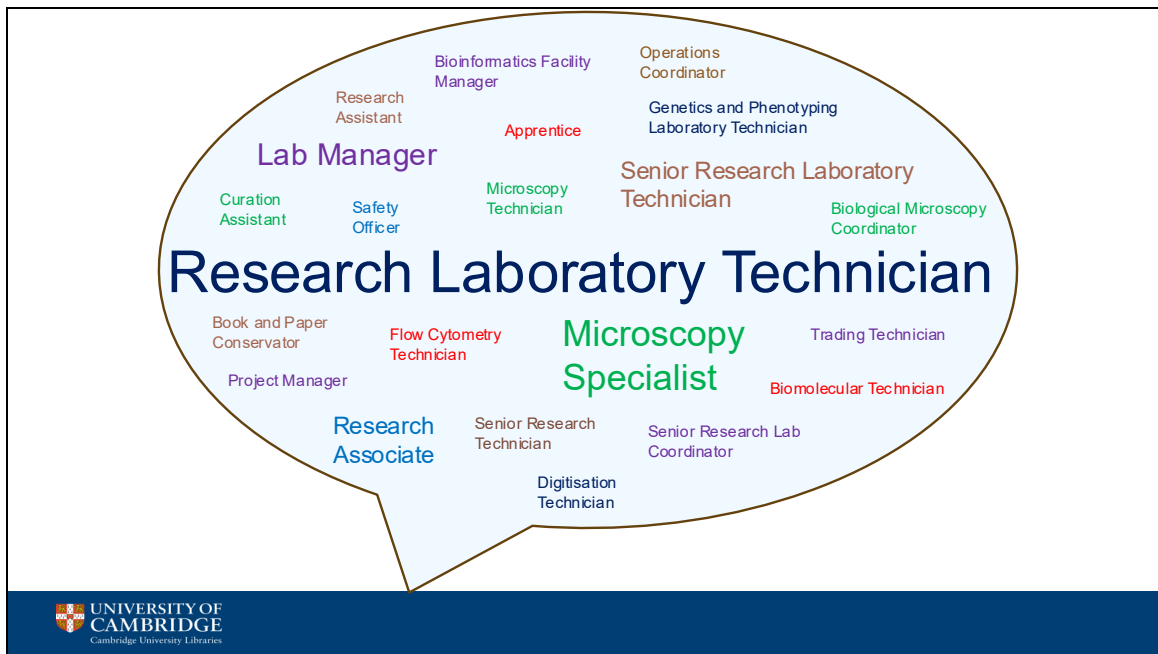 Bioinformatics Facility
Manager
Operations
Coordinator
Research
Assistant
Apprentice
Genetics and Phenotyping
Laboratory Technician
Lab Manager
Senior Research Laboratory
Technician
Curation
Assistant
Safety
Officer
Microscopy
Technician
Biological Microscopy
Coordinator
Research Laboratory Technician
Book and Paper
Conservator
Flow Cytometry
Technician
Microscopy
Specialist
Trading Technician
Project Manager
Biomolecular Technician
Research
Associate
Senior Research
Technician
Senior Research Lab
Coordinator
Digitisation
Technician
UNIVERSITY OF
CAMBRIDGE
Cambridge University Libraries